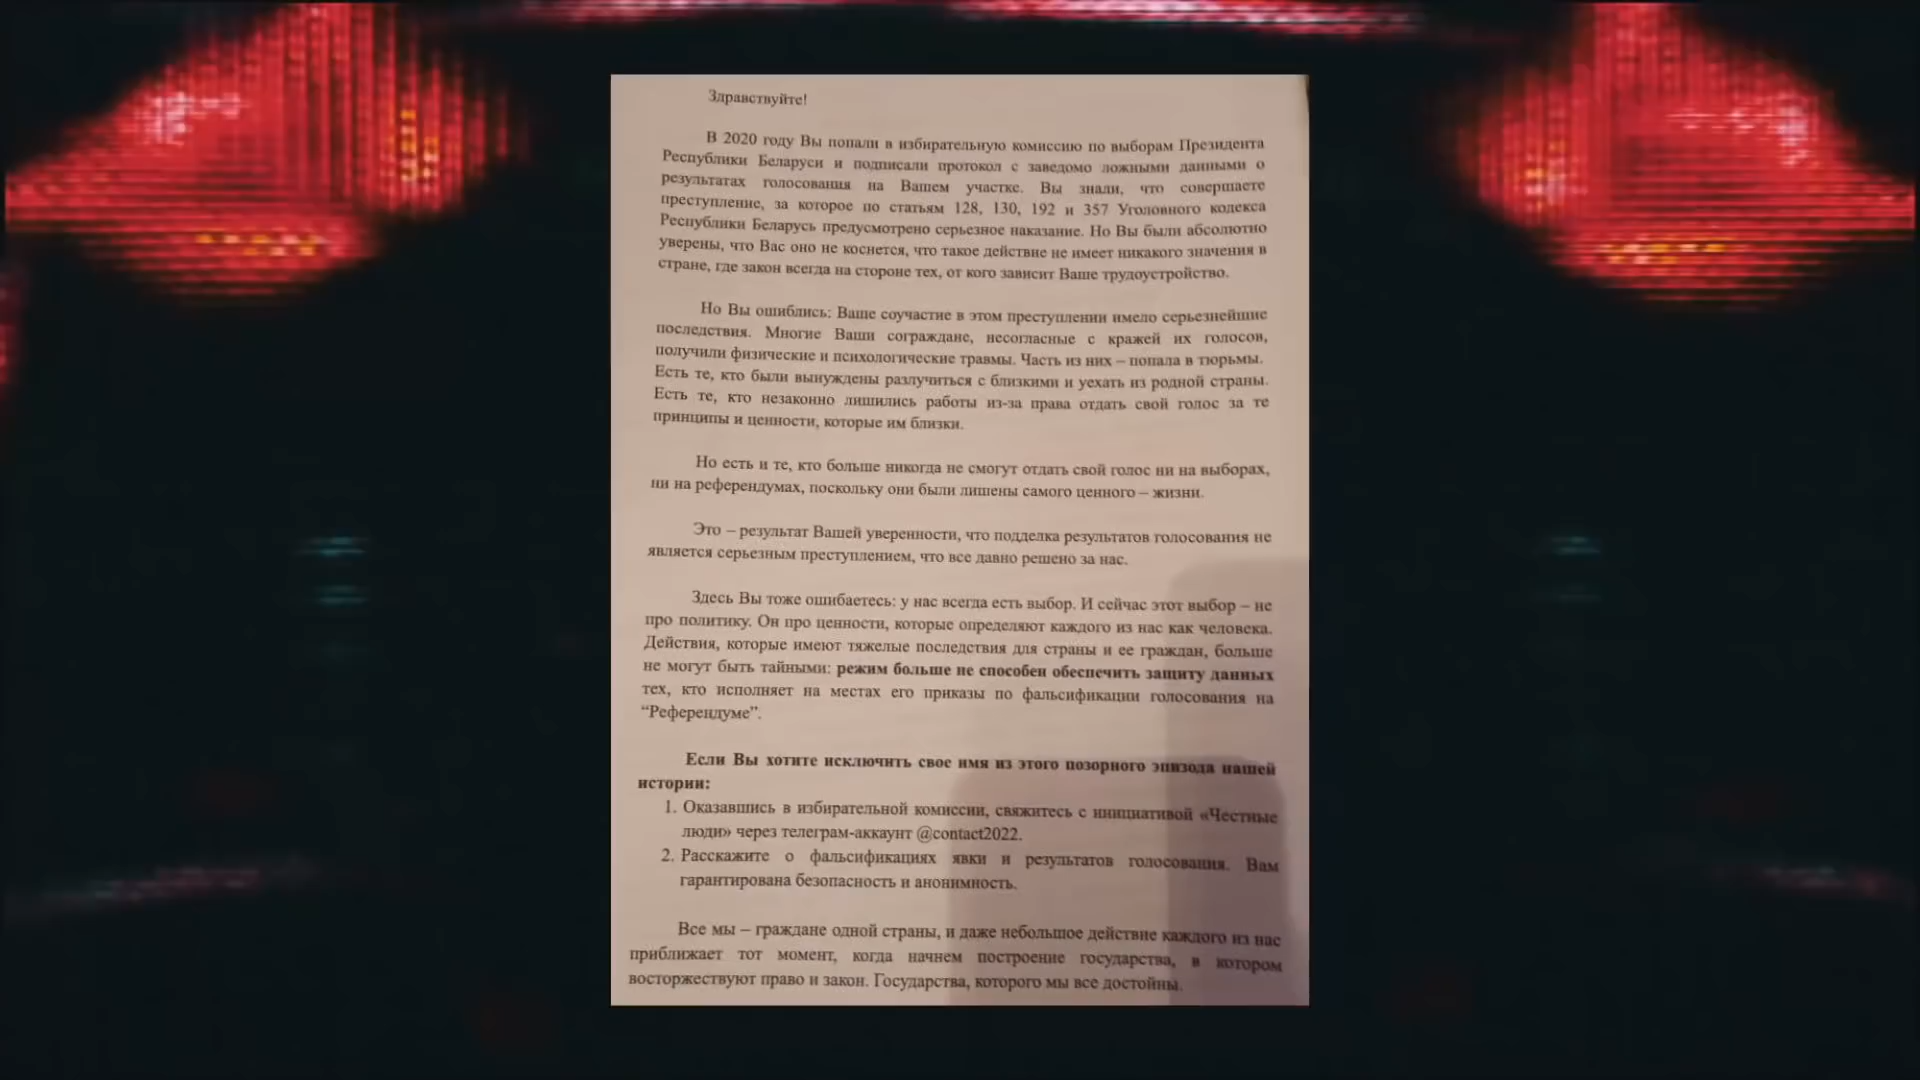 Здравствуйте!
В 2020 году Вы попали в избирательную комиссию по выборам Президента
Республики Беларуси и подписали протокол с заведомо ложными данными о
результатах голосования на Вашем участке. Вы знали, что совершаете
преступление, за которое по статьям 128, 130, 192 и 357 Уголовного кодекса
Республики Беларусь предусмотрено серьезное наказание. Но Вы были абсолютно
уверены, что Вас оно не коснется, что такое действие не имеет никакого значения в
стране, где закон всегда на стороне тех, от кого зависит Ваше трудоустройство.
Но Вы ошиблись: Ваше соучастие в этом преступлении имело серьезнейшие
последствия. Многие Ваши сограждане, несогласные с кражей их голосов,
получили физические и психологические травмы. Часть из них – попала в тюрьмы.
Есть те, кто были вынуждены разлучиться с близкими и уехать из родной страны.
Есть те, кто незаконно лишились работы из-за права отдать свой голос за те
принципы и ценности, которые им близки.
Но есть и те, кто больше никогда не смогут отдать свой голос ни на выборах,
ни на референдумах, поскольку они были лишены самого ценного – жизни.
Это – результат Вашей уверенности, что подделка результатов голосования не
является серьезным преступлением, что все давно решено за нас.
Здесь Вы тоже ошибаетесь: у нас всегда есть выбор. И сейчас этот выбор – не
про политику. Он про ценности, которые определяют каждого из нас как человека.
Действия, которые имеют тяжелые последствия для страны и ее граждан, больше
не могут быть тайными: режим больше не способен обеспечить защиту данных
тех, кто исполняет на местах его приказы по фальсификации голосования на
“Референдуме”.
Если Вы хотите исключить свое имя из этого позорного эпизода нашей
истории:
1. Оказавшись в избирательной комиссии, свяжитесь с инициативой «Честные
люди» через телеграм-аккаунт @contact2022.
2. Расскажите о фальсификациях явки и результатов голосования. Вам
гарантирована безопасность и анонимность.
Все мы – граждане одной страны, и даже небольшое действие каждого из нас
приближает тот момент, когда начнем построение государства, в котором
восторжествуют право и закон. Государства, которого мы все достойны.